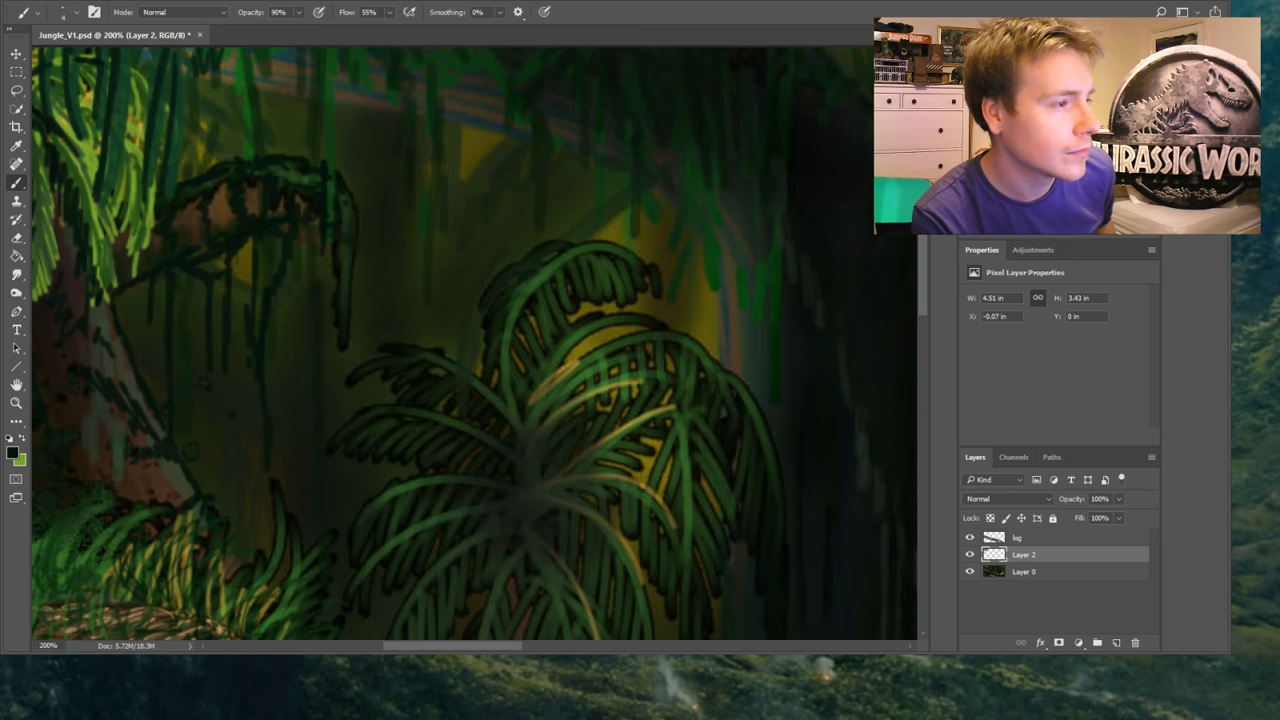 4 Mode: Normal Opacity: 90% Flow: 55% Smoothing: 0%
Jungle_V1.psd @ 200% (Layer 2, RGB/8) *
JURASSIC WOR
Properties Adjustments
Pixel Layer Properties
W: 4.51 in H: 3.43 in
X: -0.07 in Y: 0 in
Layers Channels Paths
Kind
Normal Opacity: 100%
Lock: Fill: 100%
log
Layer 2
Layer 0
200% Doc: 5.72M/18.3M